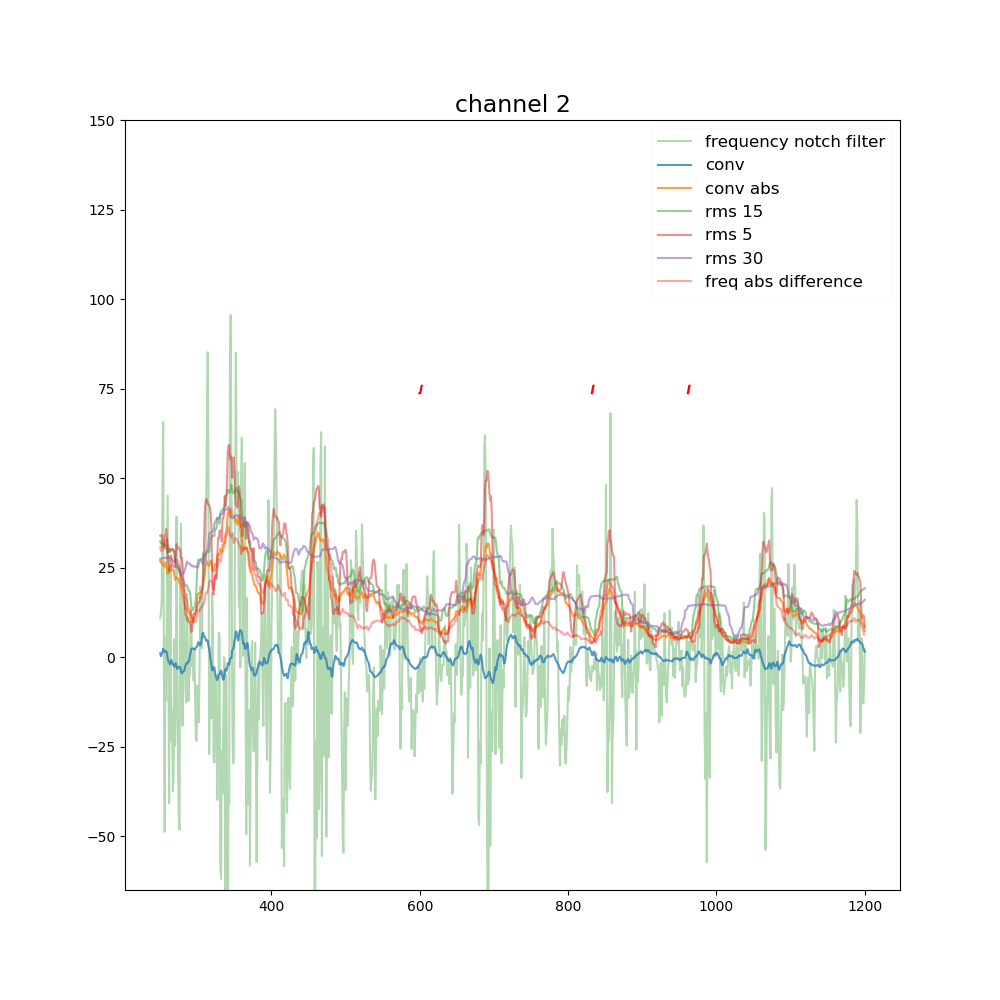 channel 2
150
125
100
75
50
25
0
−25
−50
400
600
800
1000
1200
frequency notch filter
conv
conv abs
rms 15
rms 5
rms 30
freq abs difference